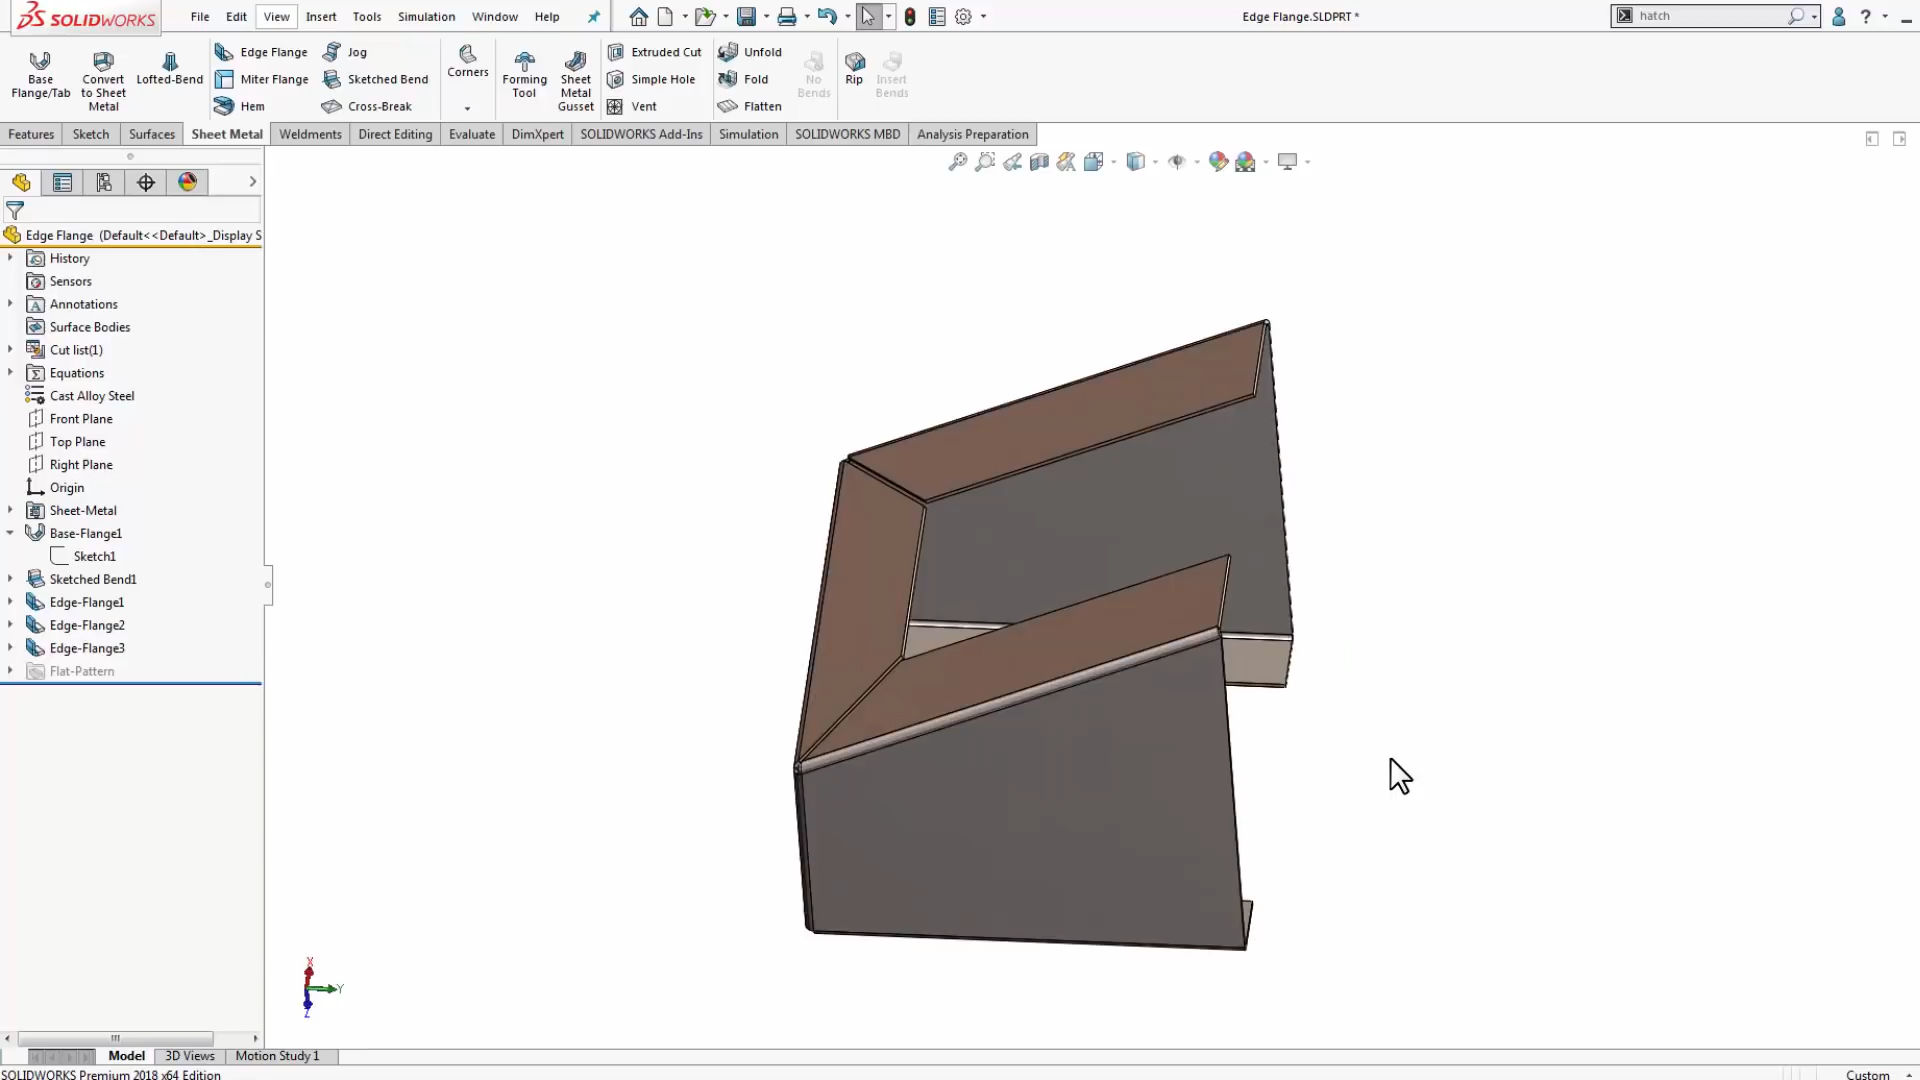 SOLIDWORKS File Edit View Insert Tools Simulation Window Help Edge Flange.SLDPRT * hatch
Base Flange/Tab
Convert to Sheet Metal
Lofted-Bend
Edge Flange
Miter Flange
Hem
Jog
Sketched Bend
Cross-Break
Corners
Forming Tool
Sheet Metal Gusset
Extruded Cut
Simple Hole
Vent
Unfold
Fold
Flatten
No Bends
Rip
Insert Bends
Features Sketch Surfaces Sheet Metal Weldments Direct Editing Evaluate DimXpert SOLIDWORKS Add-Ins Simulation SOLIDWORKS MBD Analysis Preparation
Edge Flange (Default<<Default>_Display S
History
Sensors
Annotations
Surface Bodies
Cut list(1)
Equations
Cast Alloy Steel
Front Plane
Top Plane
Right Plane
Origin
Sheet-Metal
Base-Flange1
Sketch1
Sketched Bend1
Edge-Flange1
Edge-Flange2
Edge-Flange3
Flat-Pattern
X
Y
Z
Model 3D Views Motion Study 1
SOLIDWORKS Premium 2018 x64 Edition Custom